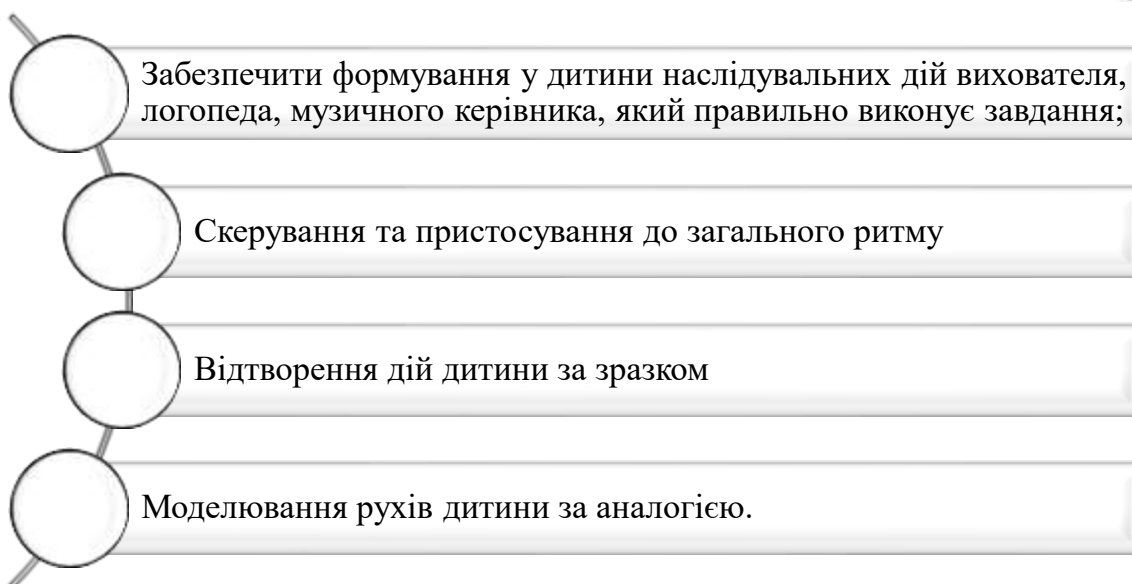 Забезпечити формування у дитини наслідувальних дій вихователя,
логопеда, музичного керівника, який правильно виконує завдання;
Скерування та пристосування до загального ритму
Відтворення дій дитини за зразком
Моделювання рухів дитини за аналогією.